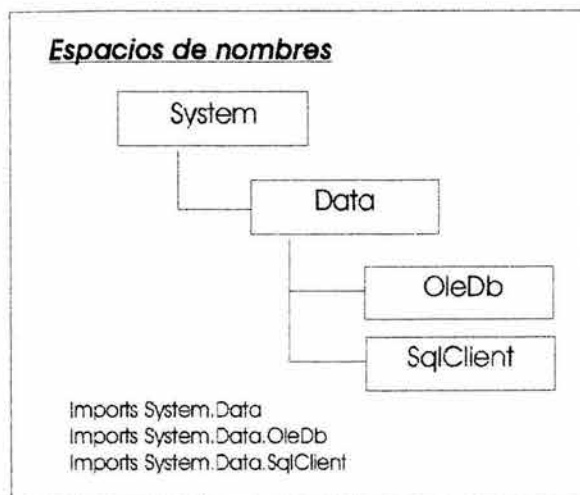 Espacios de nombres
System
Data
OleDb
SqlClient
Imports System.Data
Imports System.Data.OleDb
Imports System.Data.SqlClient